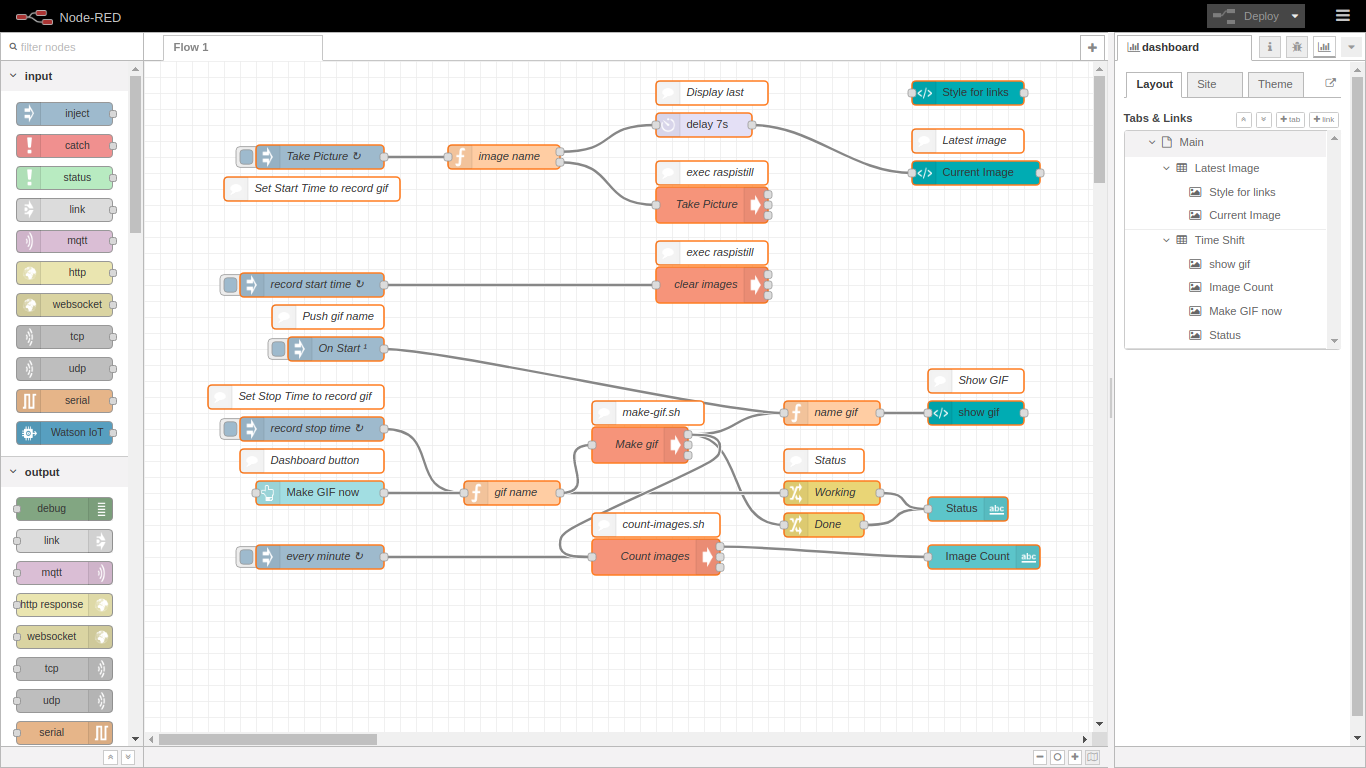 Node-RED
Deploy
filter nodes
Flow 1
dashboard
input
inject
catch
status
link
mqtt
http
websocket
tcp
udp
serial
Watson IoT
output
debug
link
mqtt
http response
websocket
tcp
udp
serial
Display last
Style for links
delay 7s
Latest image
Take Picture ↻
image name
exec raspistill
Current Image
Set Start Time to record gif
Take Picture
exec raspistill
record start time ↻
clear images
Push gif name
On Start ¹
Show GIF
Set Stop Time to record gif
make-gif.sh
name gif
show gif
record stop time ↻
Make gif
Dashboard button
Status
Make GIF now
gif name
Working
Status
abc
count-images.sh
Done
every minute ↻
Count images
Image Count
abc
Layout
Site
Theme
Tabs & Links
tab
link
Main
Latest Image
Style for links
Current Image
Time Shift
show gif
Image Count
Make GIF now
Status